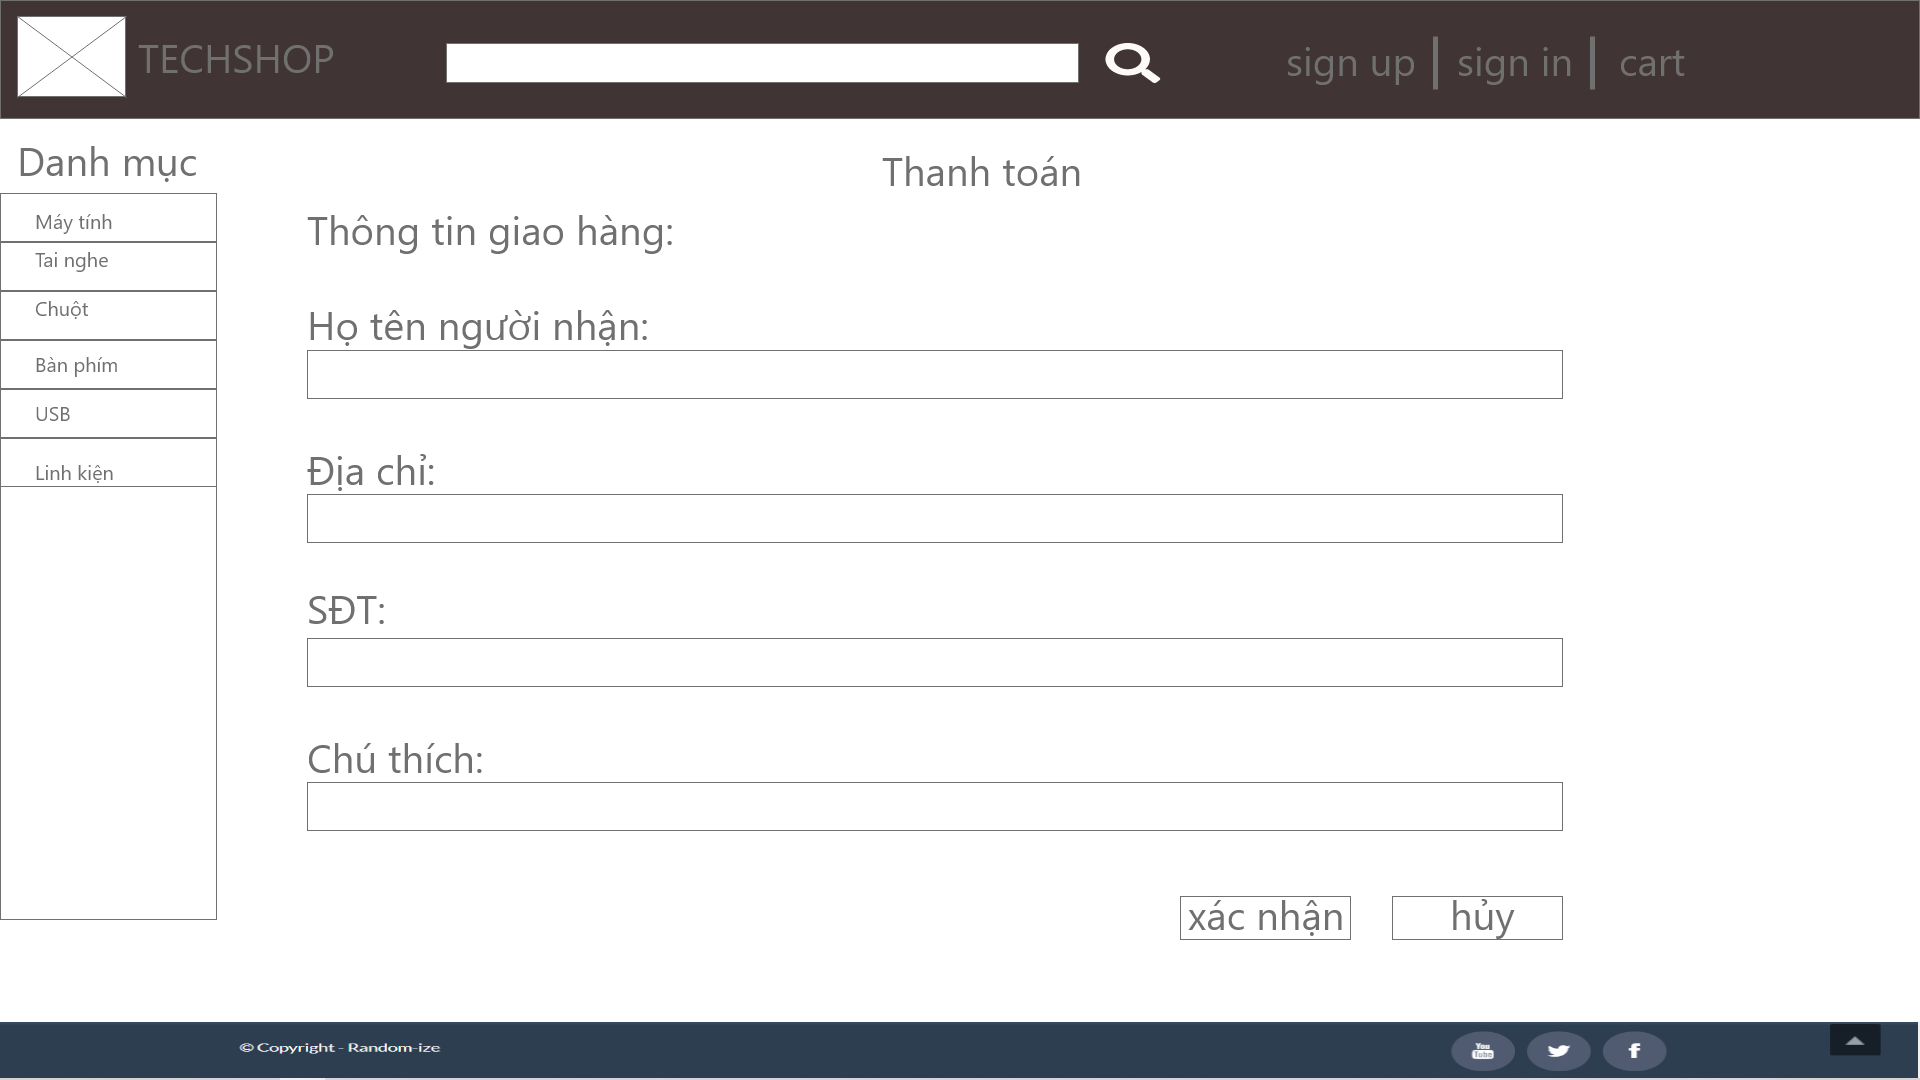 TECHSHOP
sign up
sign in
cart
Danh mục
Máy tính
Tai nghe
Chuột
Bàn phím
USB
Linh kiện
Thanh toán
Thông tin giao hàng:
Họ tên người nhận:
Địa chỉ:
SĐT:
Chú thích:
xác nhận
hủy
© Copyright - Random-ize
You
Tube
f